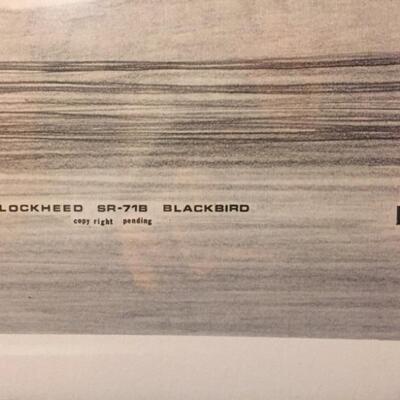 LOCKHEED SR-71B BLACKBIRD
copy right pending